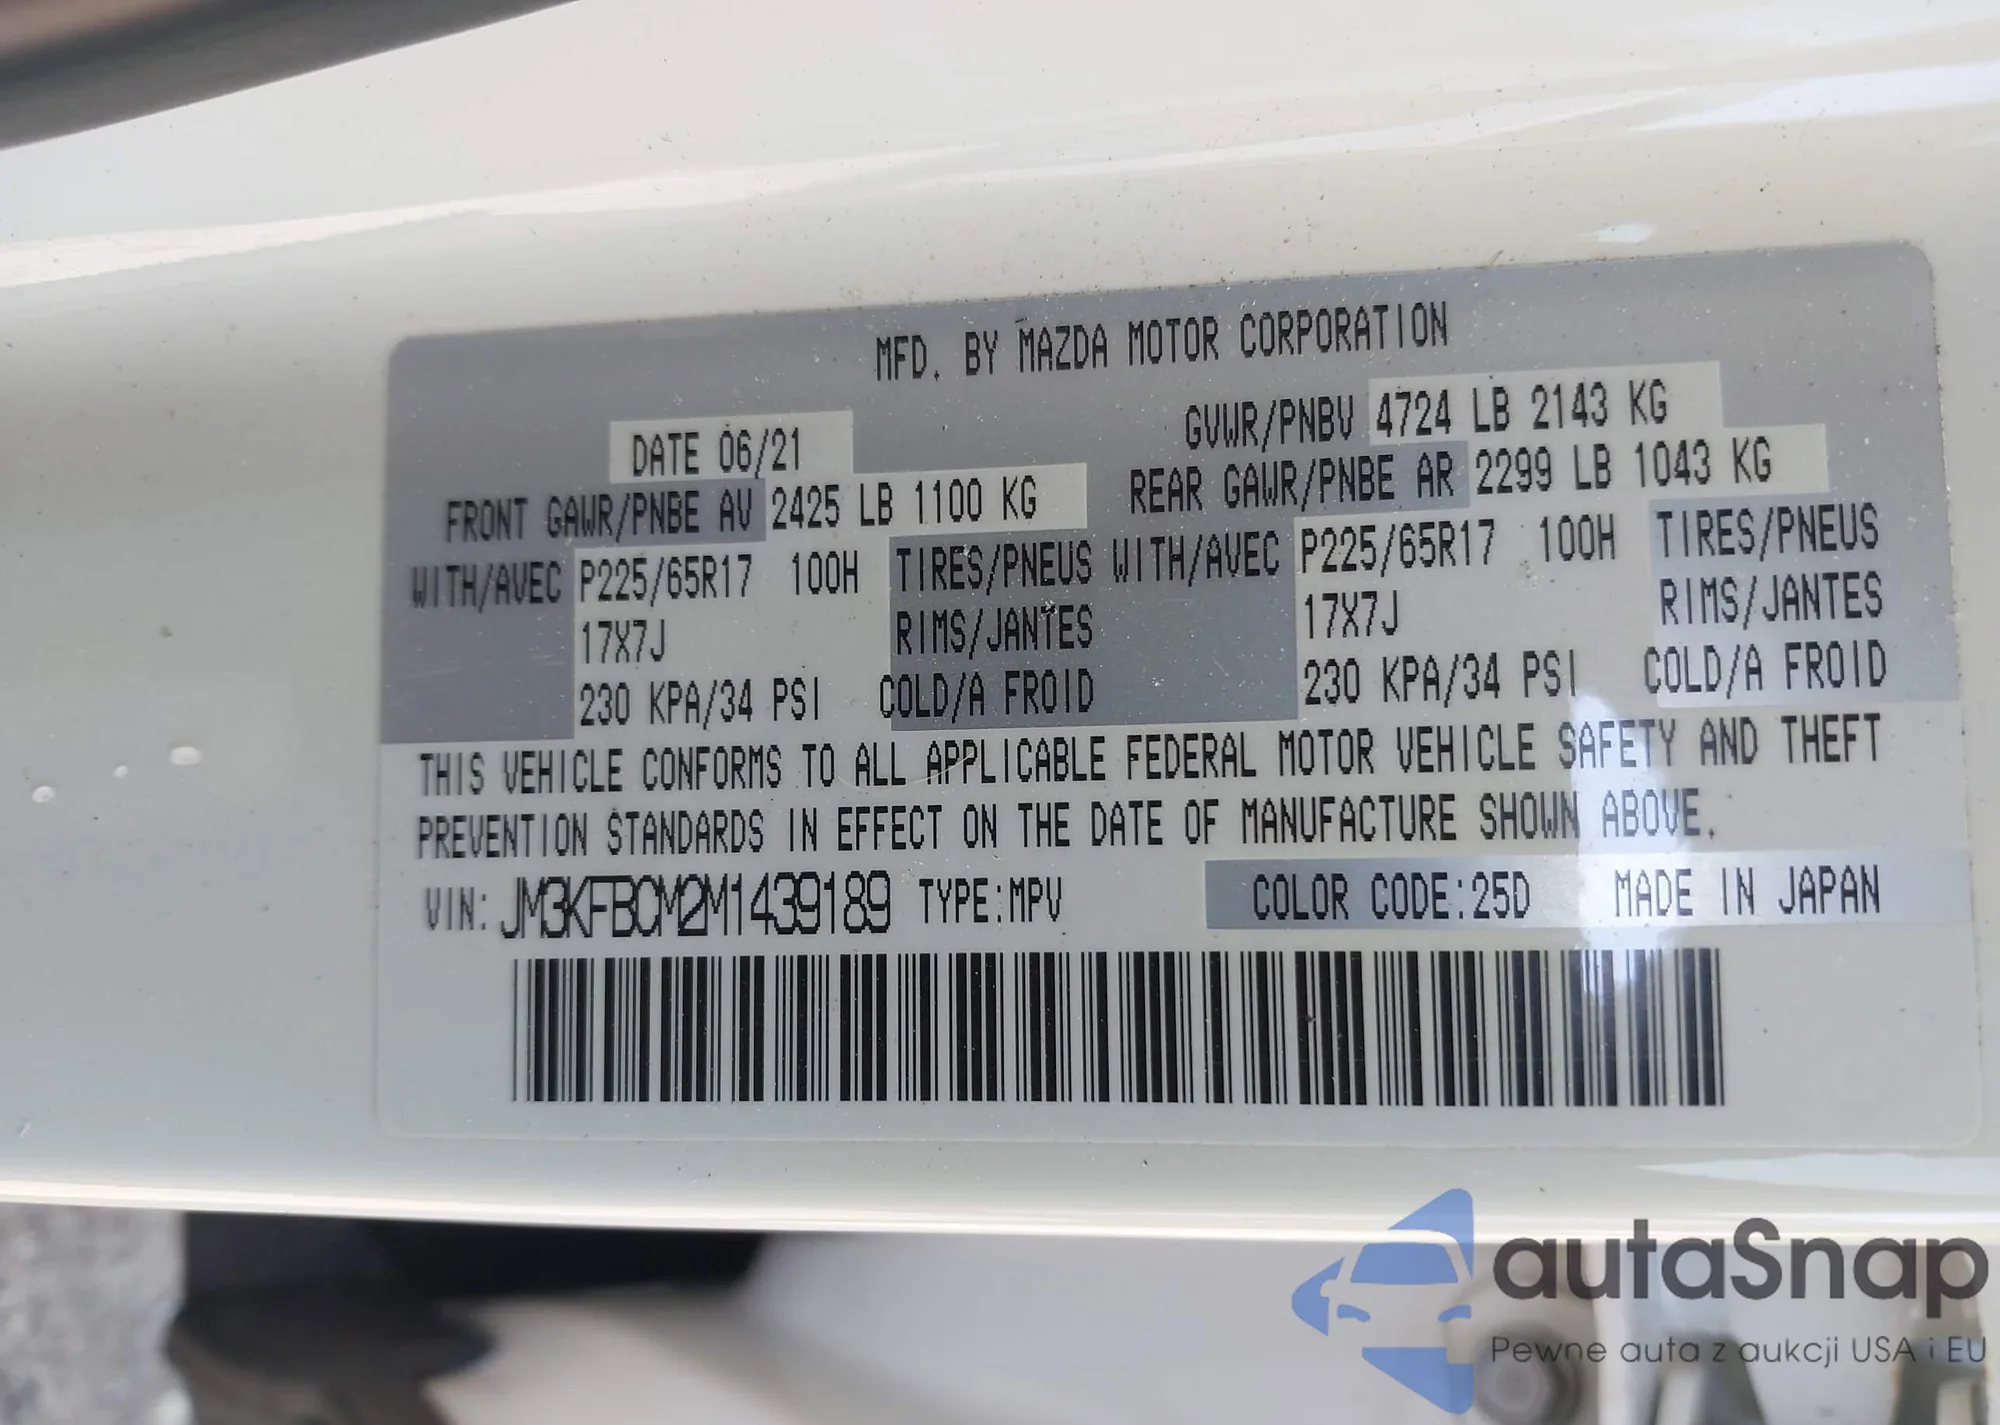 MFD. BY MAZDA MOTOR CORPORATION
DATE 06/21 GVWR/PNBV 4724 LB 2143 KG
FRONT GAWR/PNBE AV 2425 LB 1100 KG REAR GAWR/PNBE AR 2299 LB 1043 KG
WITH/AVEC P225/65R17 100H TIRES/PNEUS WITH/AVEC P225/65R17 100H TIRES/PNEUS
17X7J RIMS/JANTES 17X7J RIMS/JANTES
230 KPA/34 PSI COLD/A FROID 230 KPA/34 PSI COLD/A FROID
THIS VEHICLE CONFORMS TO ALL APPLICABLE FEDERAL MOTOR VEHICLE SAFETY AND THEFT
PREVENTION STANDARDS IN EFFECT ON THE DATE OF MANUFACTURE SHOWN ABOVE.
VIN: JM3KFBCM2M1439189 TYPE:MPV COLOR CODE:25D MADE IN JAPAN
autaSnap
Pewne auta z aukcji USA i EU